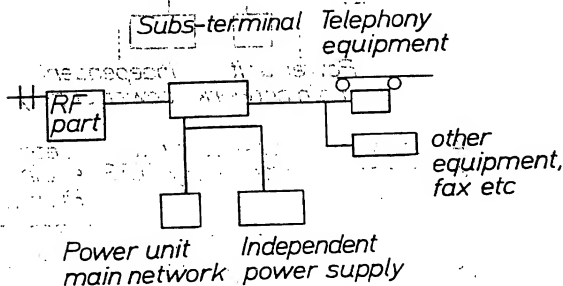 Subs-terminal
Telephony
equipment
RF
part
other
equipment,
fax etc
Power unit
main network
Independent
power supply